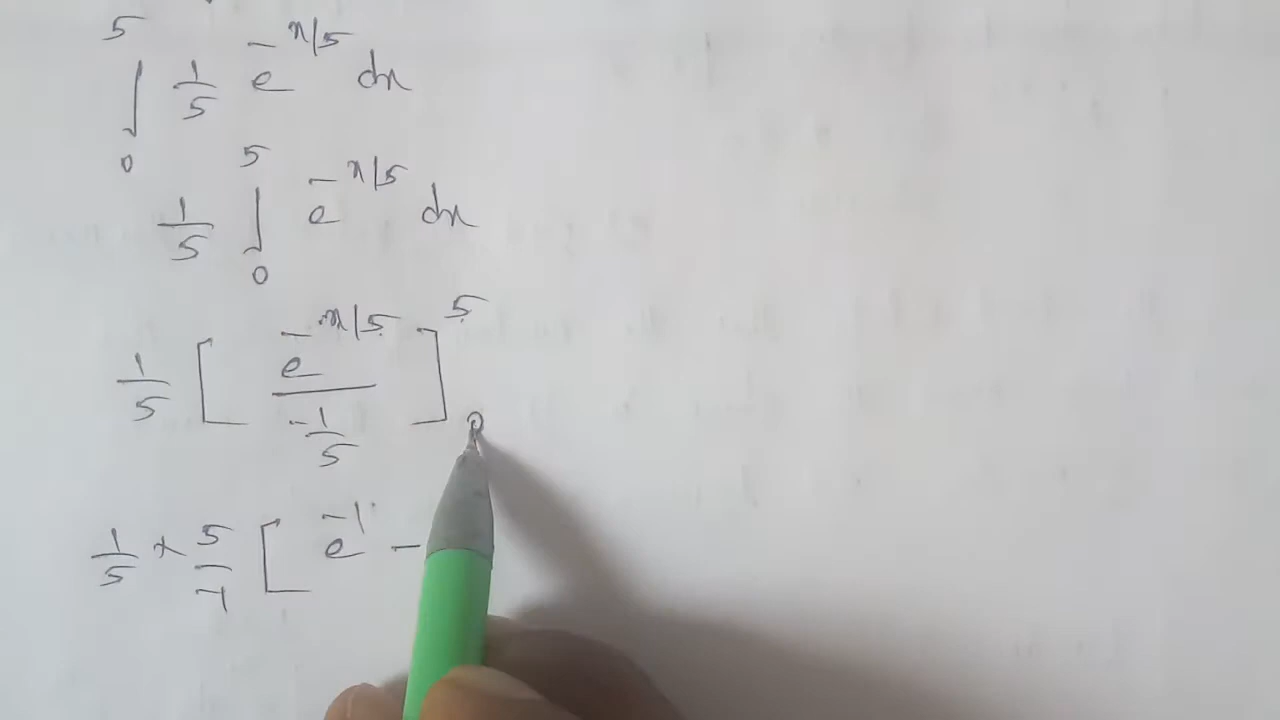 ∫₀⁵ 1/5 e^(-x/5) dx
1/5 ∫₀⁵ e^(-x/5) dx
1/5 [ e^(-x/5) / (-1/5) ]₀⁵
1/5 × 5/-1 [ e^(-1) -